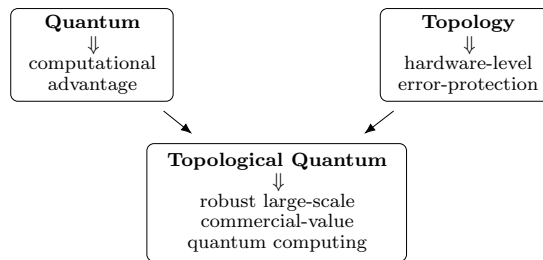 Quantum
⇓
computational
advantage
Topology
⇓
hardware-level
error-protection
Topological Quantum
⇓
robust large-scale
commercial-value
quantum computing